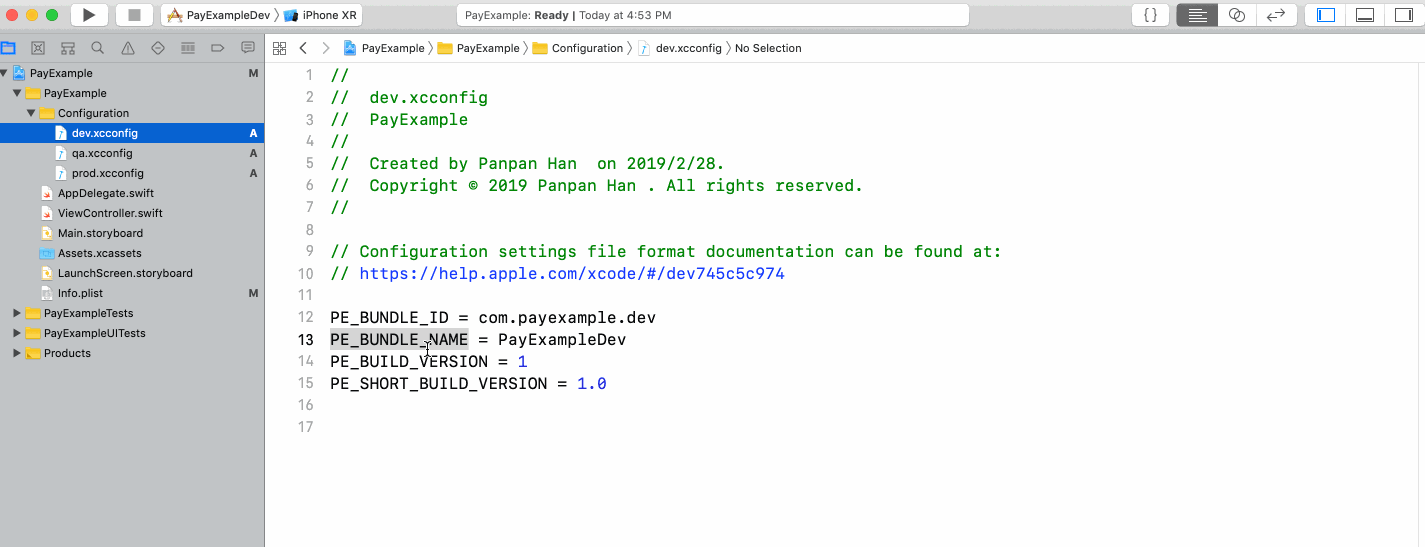 PayExampleDev
iPhone XR
PayExample: Ready | Today at 4:53 PM
{ }
PayExample
PayExample
Configuration
dev.xcconfig
No Selection
PayExample M
PayExample
Configuration
dev.xcconfig A
qa.xcconfig A
prod.xcconfig A
AppDelegate.swift
ViewController.swift
Main.storyboard
Assets.xcassets
LaunchScreen.storyboard
Info.plist M
PayExampleTests
PayExampleUITests
Products
1 //
2 //  dev.xcconfig
3 //  PayExample
4 //
5 //  Created by Panpan Han  on 2019/2/28.
6 //  Copyright © 2019 Panpan Han . All rights reserved.
7 //
8
9 // Configuration settings file format documentation can be found at:
10 // https://help.apple.com/xcode/#/dev745c5c974
11
12 PE_BUNDLE_ID = com.payexample.dev
13 PE_BUNDLE_NAME = PayExampleDev
14 PE_BUILD_VERSION = 1
15 PE_SHORT_BUILD_VERSION = 1.0
16
17